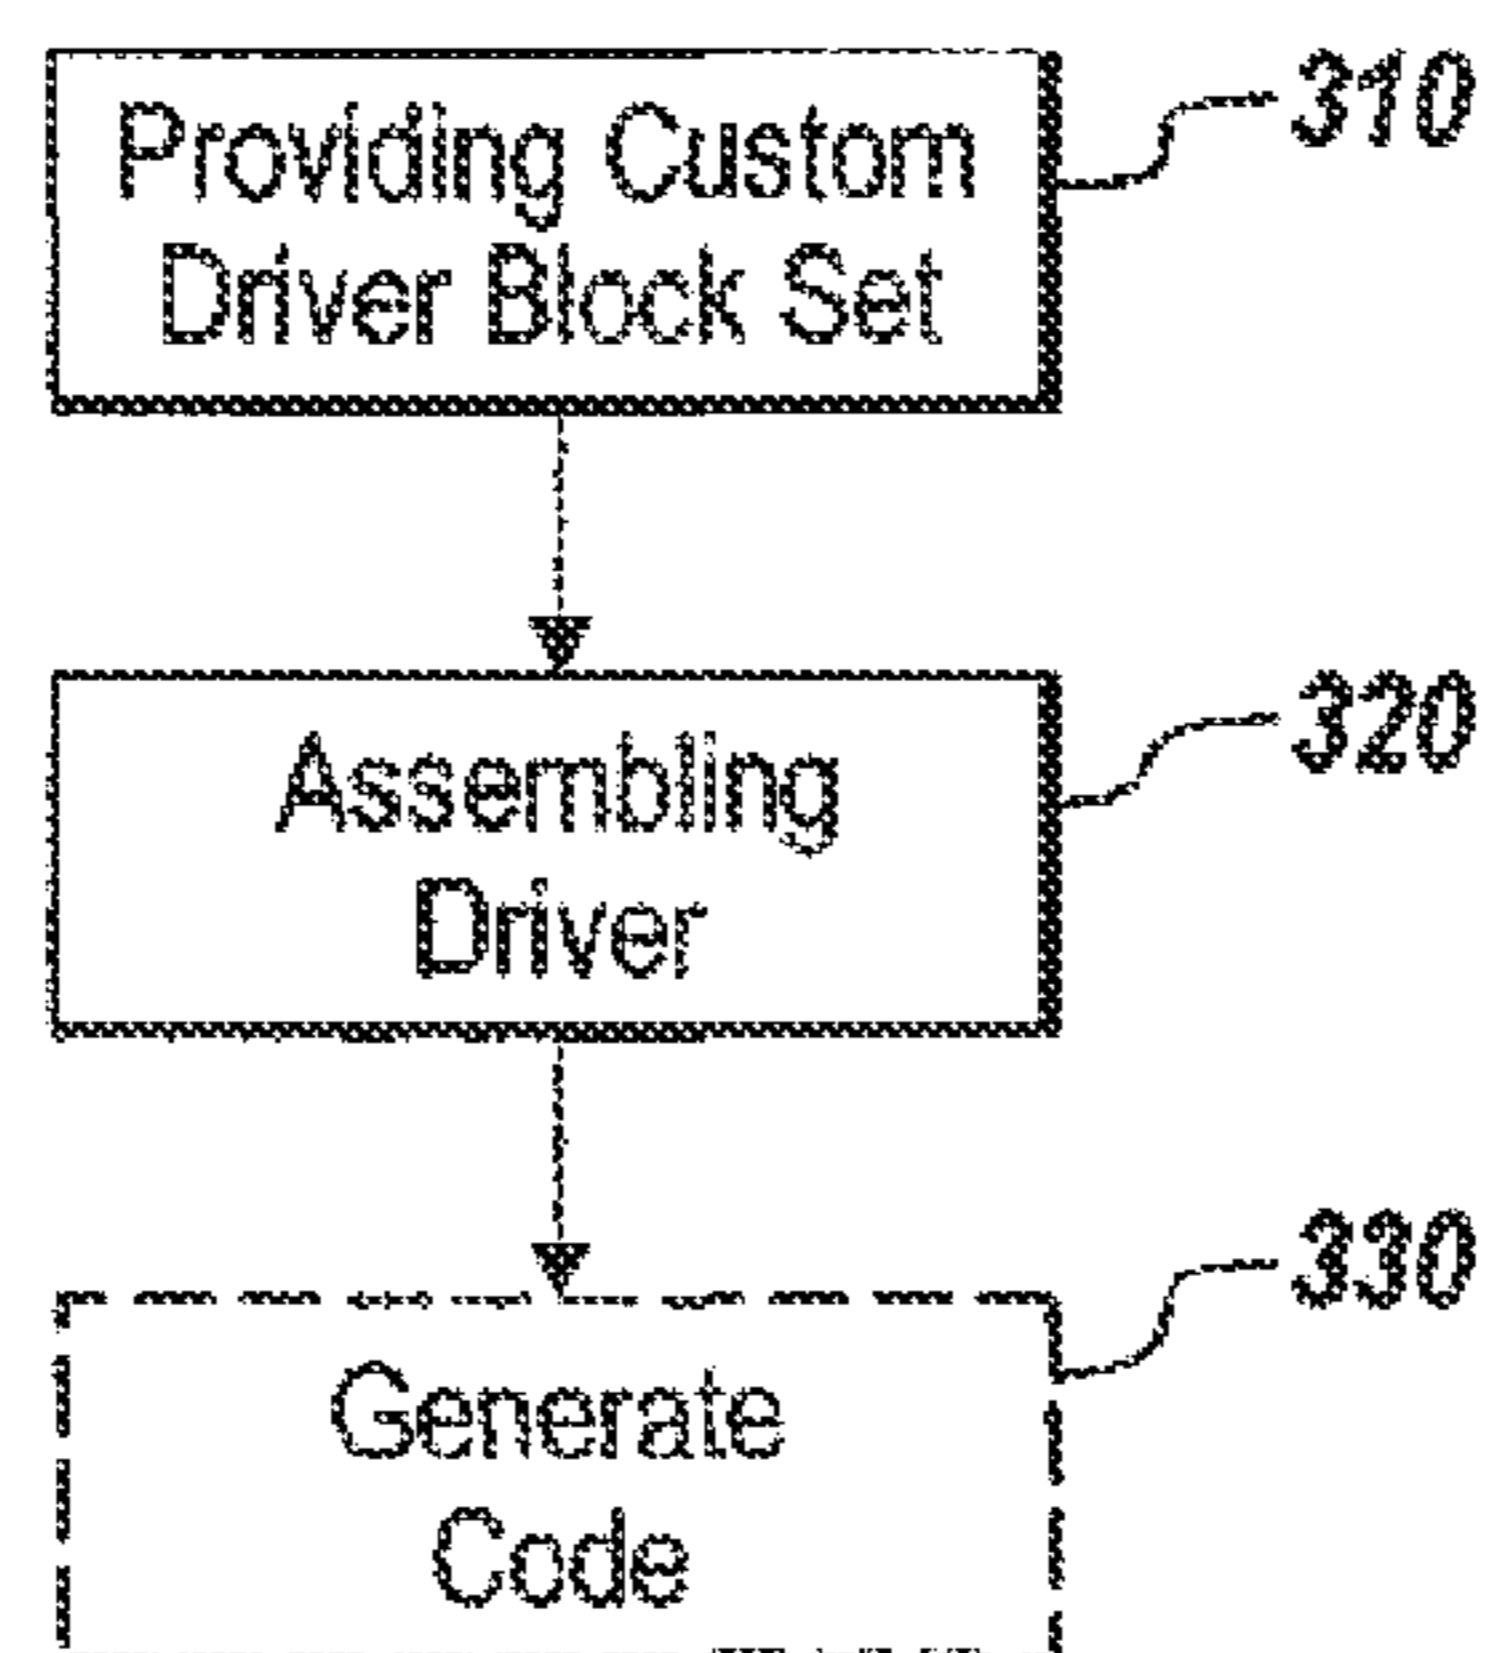 Providing Custom
Driver Block Set
310
Assembling
Driver
320
Generate
Code
330